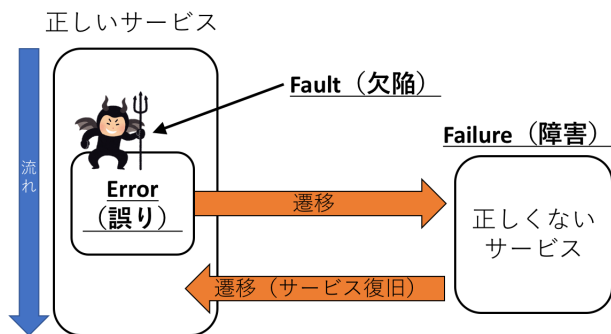 正しいサービス
Fault（欠陥）
Failure（障害）
流れ
Error
（誤り）
遷移
正しくない
サービス
遷移（サービス復旧）